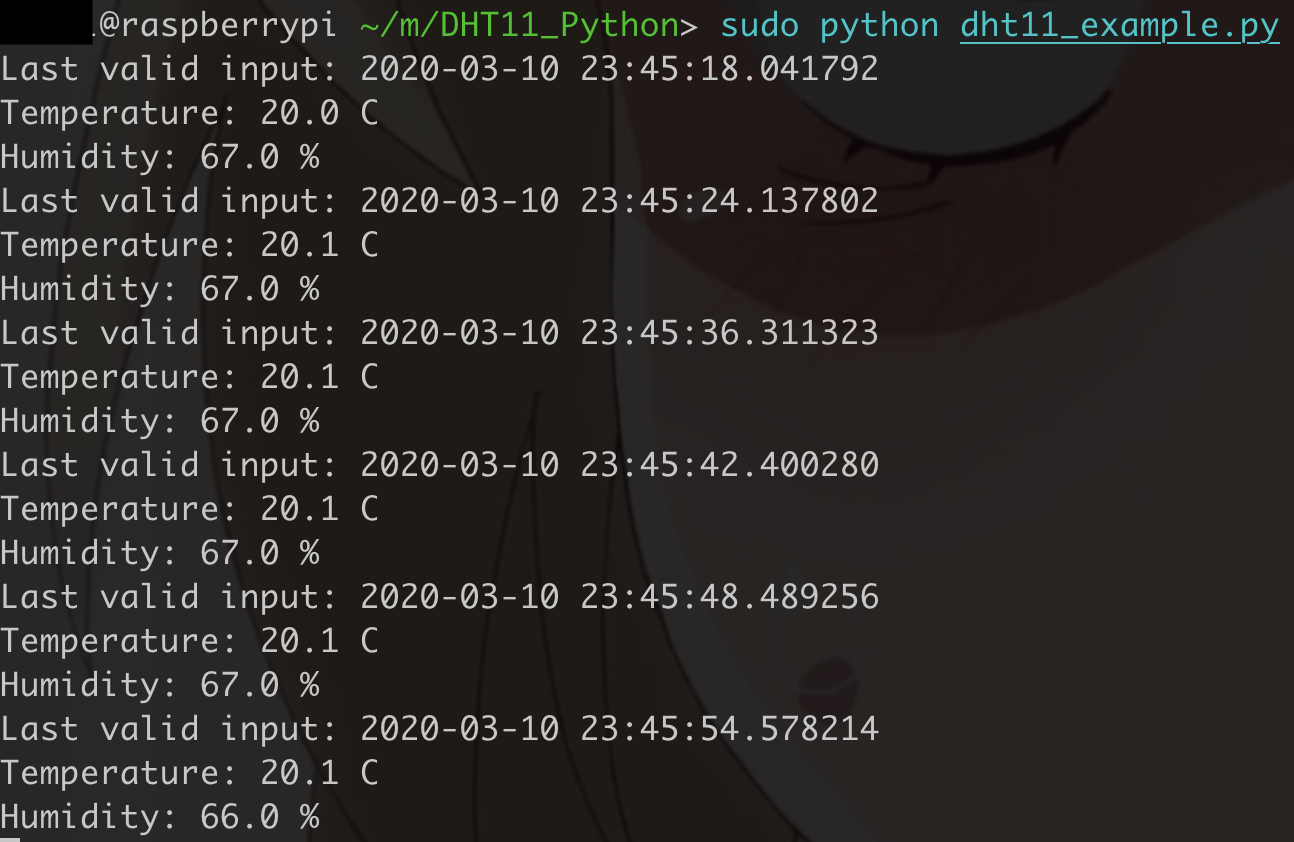 @raspberrypi ~/m/DHT11_Python> sudo python dht11_example.py
Last valid input: 2020-03-10 23:45:18.041792
Temperature: 20.0 C
Humidity: 67.0 %
Last valid input: 2020-03-10 23:45:24.137802
Temperature: 20.1 C
Humidity: 67.0 %
Last valid input: 2020-03-10 23:45:36.311323
Temperature: 20.1 C
Humidity: 67.0 %
Last valid input: 2020-03-10 23:45:42.400280
Temperature: 20.1 C
Humidity: 67.0 %
Last valid input: 2020-03-10 23:45:48.489256
Temperature: 20.1 C
Humidity: 67.0 %
Last valid input: 2020-03-10 23:45:54.578214
Temperature: 20.1 C
Humidity: 66.0 %